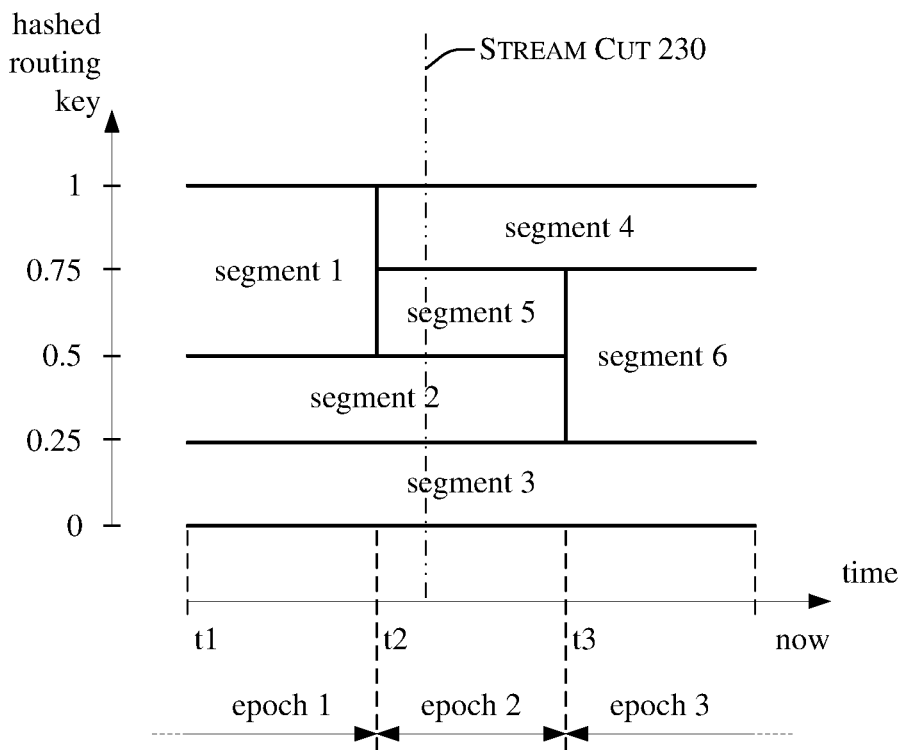 hashed
routing
key
STREAM CUT 230
1
segment 4
0.75
segment 1
segment 5
0.5
segment 6
segment 2
0.25
segment 3
0
time
t1
t2
t3
now
epoch 1
epoch 2
epoch 3